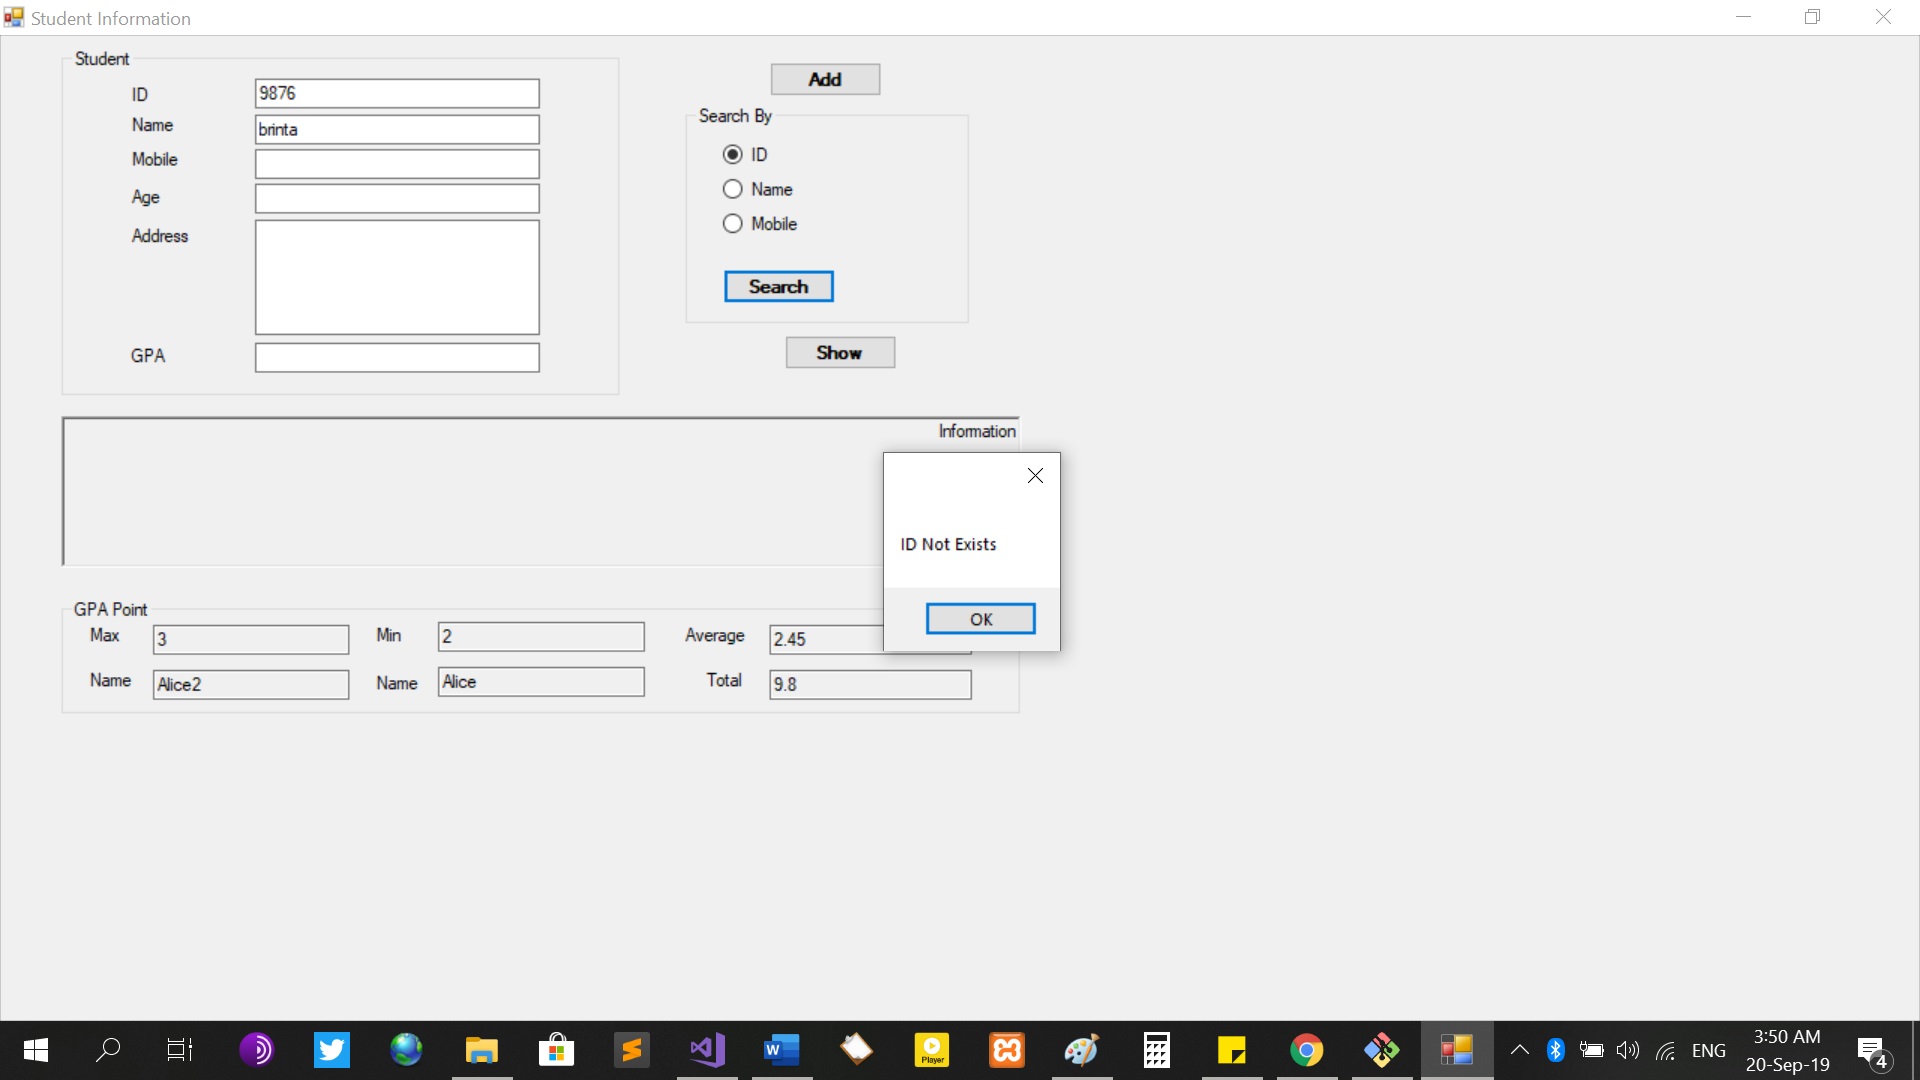 Student Information
Student
ID 9876
Name brinta
Mobile
Age
Address
GPA
Add
Search By
ID
Name
Mobile
Search
Show
Information
ID Not Exists
OK
GPA Point
Max 3 Min 2 Average 2.45
Name Alice2 Name Alice Total 9.8
W
Player
ENG
3:50 AM
20-Sep-19
4